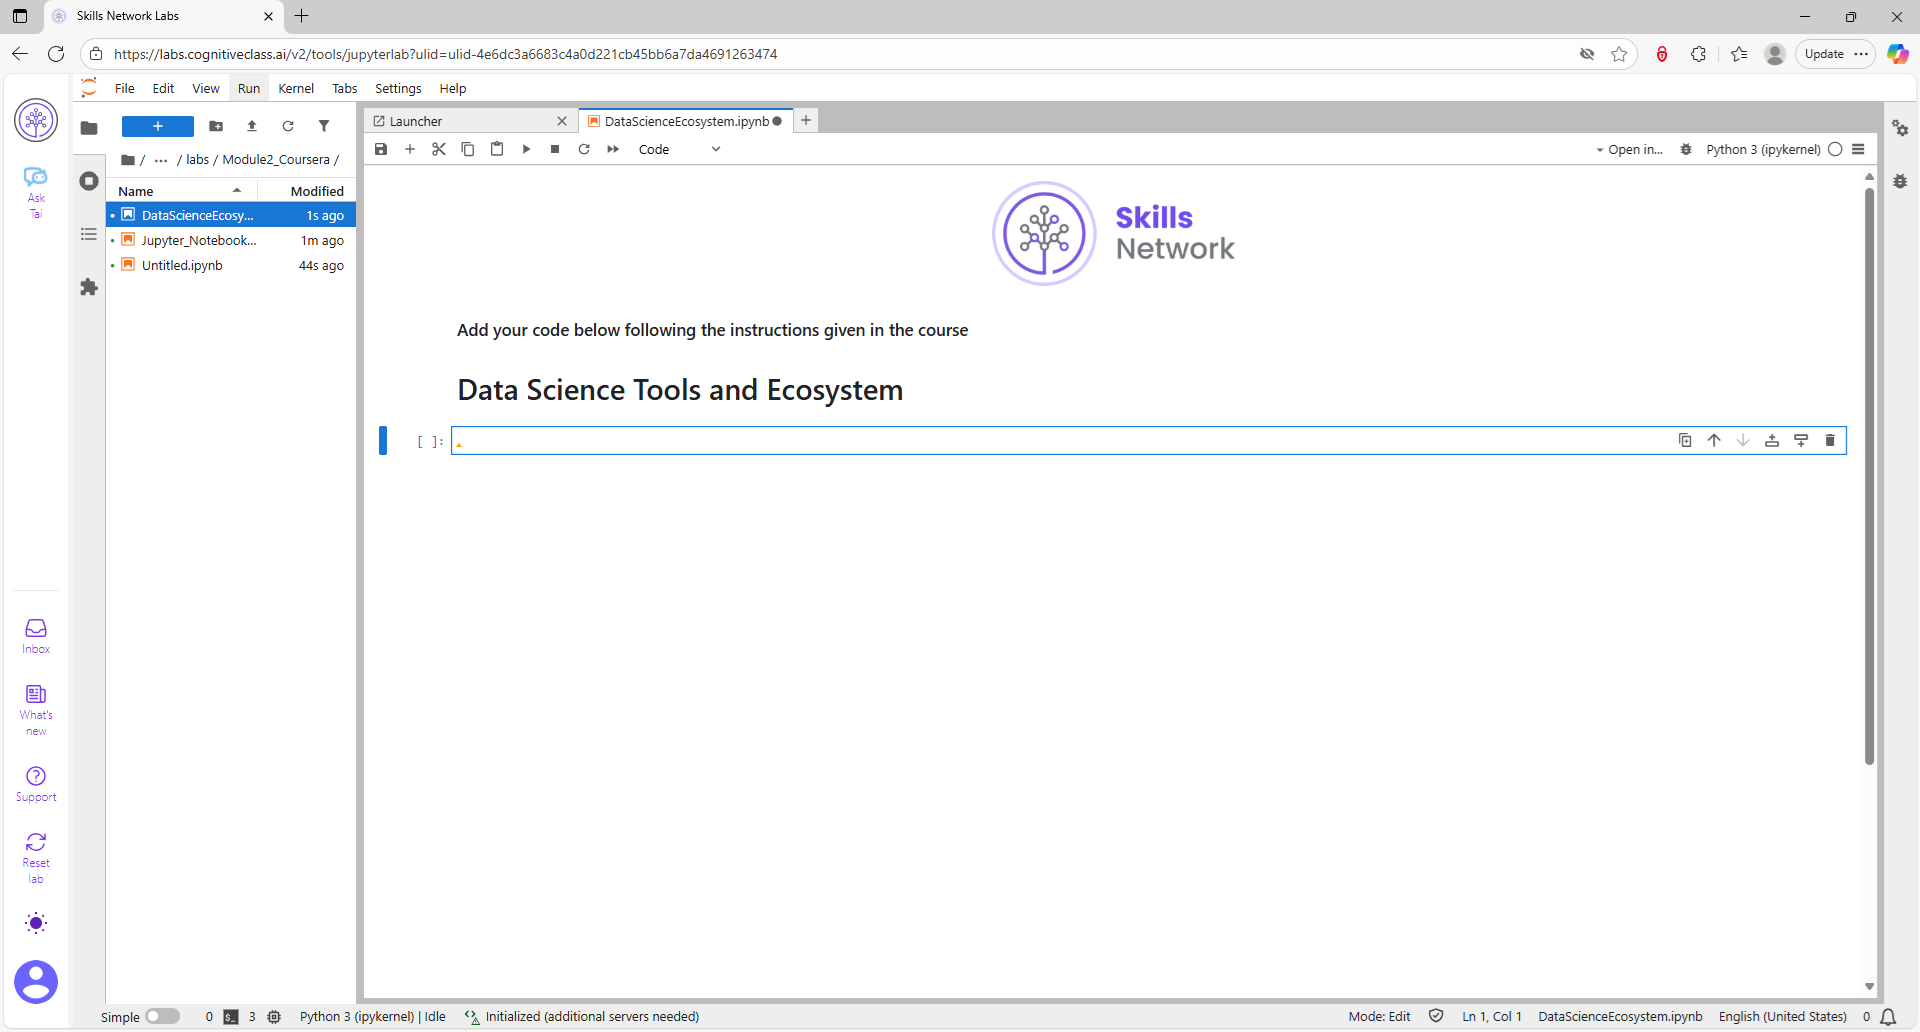 Skills Network Labs
https://labs.cognitiveclass.ai/v2/tools/jupyterlab?ulid=ulid-4e6dc3a6683c4a0d221cb45bb6a7da4691263474
Update
File Edit View Run Kernel Tabs Settings Help
Ask
Tai
/ ... / labs / Module2_Coursera /
Name Modified
DataScienceEcosy... 1s ago
Jupyter_Notebook... 1m ago
Untitled.ipynb 44s ago
Launcher
DataScienceEcosystem.ipynb
Code
Open in...
Python 3 (ipykernel)
Skills
Network
Add your code below following the instructions given in the course
Data Science Tools and Ecosystem
[ ]:
Inbox
What's
new
Support
Reset
lab
Simple
0 $_ 3
Python 3 (ipykernel) | Idle
Initialized (additional servers needed)
Mode: Edit
Ln 1, Col 1
DataScienceEcosystem.ipynb
English (United States)
0